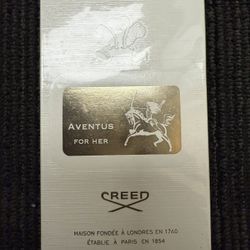 AVENTUS
FOR HER
CREED
MAISON FONDÉE À LONDRES EN 1760
ÉTABLIE À PARIS EN 1854